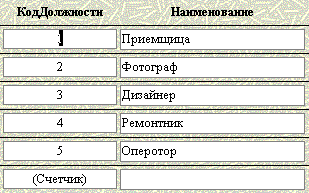 КодДолжности Наименование
1 Приемщица
2 Фотограф
3 Дизайнер
4 Ремонтник
5 Оперотор
(Счетчик)